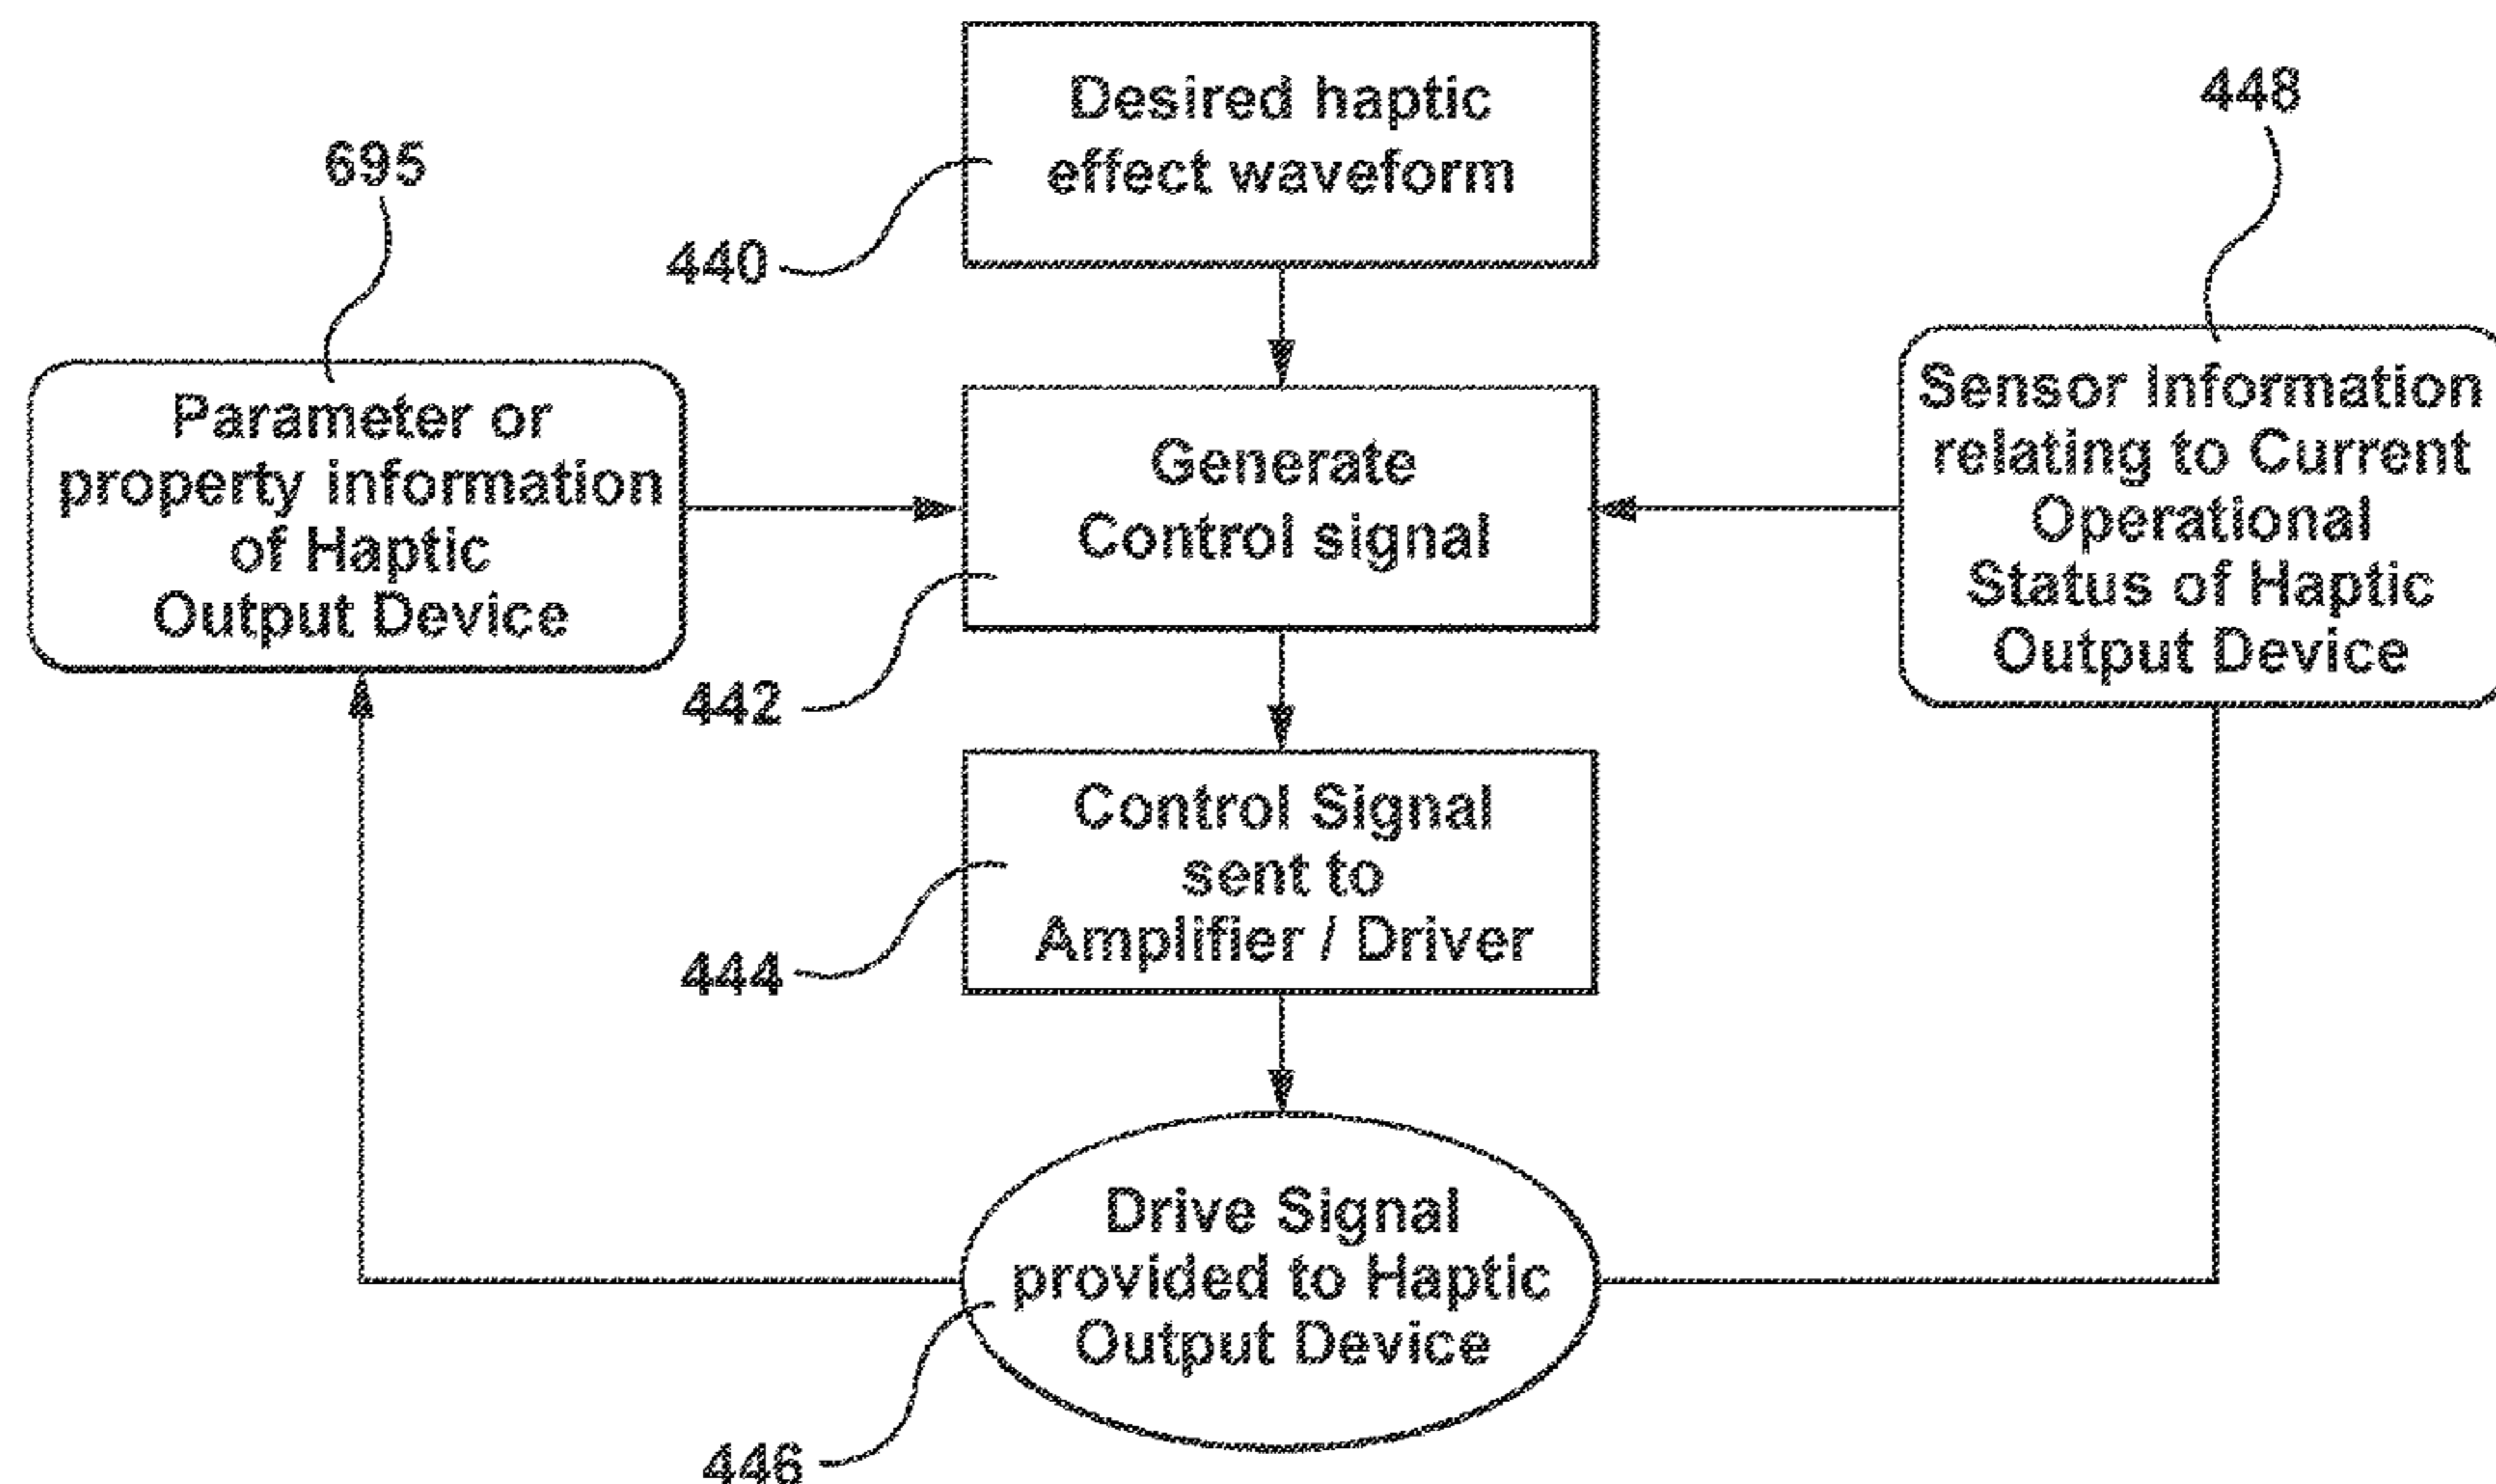 Desired haptic
effect waveform
440
448
695
Parameter or
property information
of Haptic
Output Device
Generate
Control signal
442
Sensor Information
relating to Current
Operational
Status of Haptic
Output Device
Control Signal
sent to
Amplifier / Driver
444
Drive Signal
provided to Haptic
Output Device
446